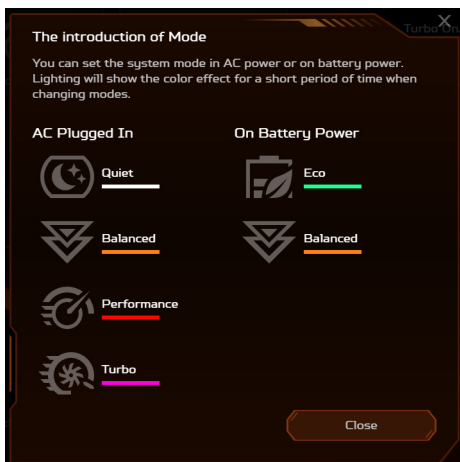 Turbo On
The introduction of Mode
You can set the system mode in AC power or on battery power.
Lighting will show the color effect for a short period of time when
changing modes.
AC Plugged In
On Battery Power
Quiet
Eco
Balanced
Balanced
Performance
Turbo
Close